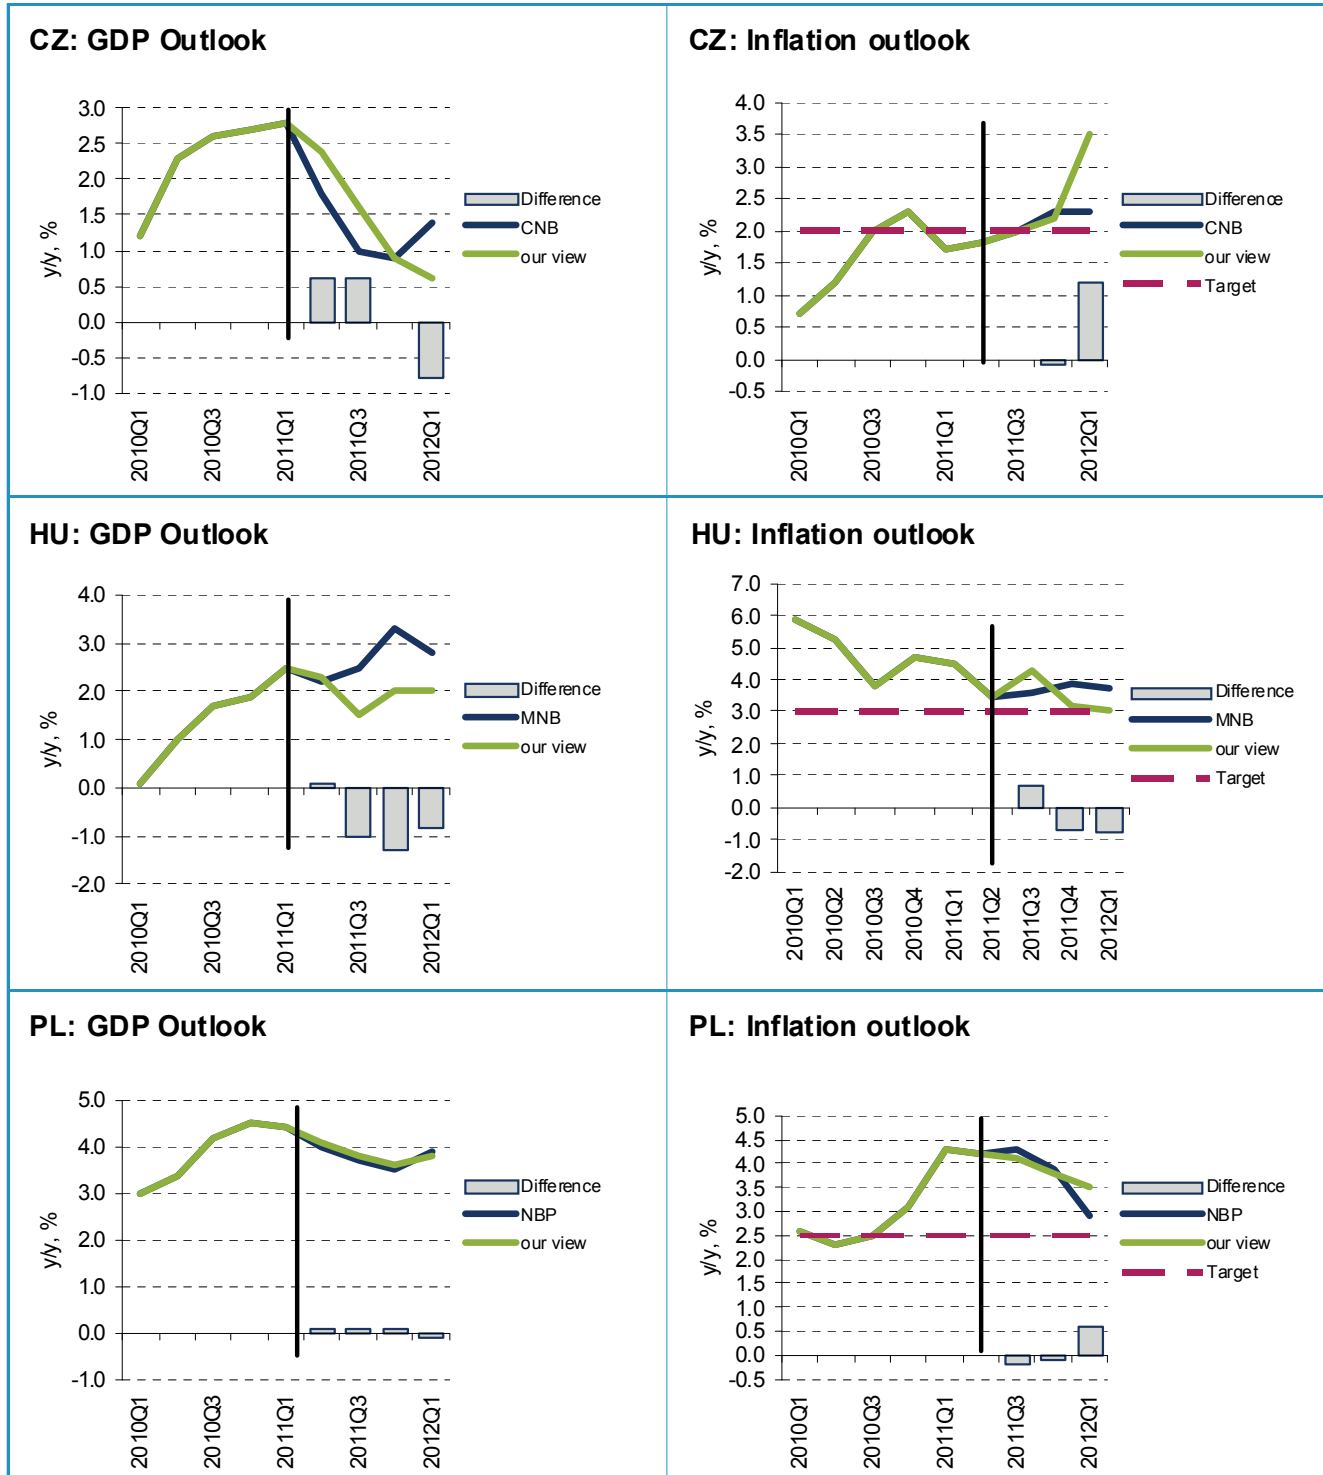 CZ: GDP Outlook
3.0
2.5
2.0
1.5
1.0
0.5
0.0
-0.5
-1.0
y/y, %
2010Q1
2010Q3
2011Q1
2011Q3
2012Q1
Difference
CNB
our view
CZ: Inflation outlook
4.0
3.5
3.0
2.5
2.0
1.5
1.0
0.5
0.0
-0.5
y/y, %
2010Q1
2010Q3
2011Q1
2011Q3
2012Q1
Difference
CNB
our view
Target
HU: GDP Outlook
4.0
3.0
2.0
1.0
0.0
-1.0
-2.0
y/y, %
2010Q1
2010Q3
2011Q1
2011Q3
2012Q1
Difference
MNB
our view
HU: Inflation outlook
7.0
6.0
5.0
4.0
3.0
2.0
1.0
0.0
-1.0
-2.0
y/y, %
2010Q1
2010Q2
2010Q3
2010Q4
2011Q1
2011Q2
2011Q3
2011Q4
2012Q1
Difference
MNB
our view
Target
PL: GDP Outlook
5.0
4.0
3.0
2.0
1.0
0.0
-1.0
y/y, %
2010Q1
2010Q3
2011Q1
2011Q3
2012Q1
Difference
NBP
our view
PL: Inflation outlook
5.0
4.5
4.0
3.5
3.0
2.5
2.0
1.5
1.0
0.5
0.0
-0.5
y/y, %
2010Q1
2010Q3
2011Q1
2011Q3
2012Q1
Difference
NBP
our view
Target